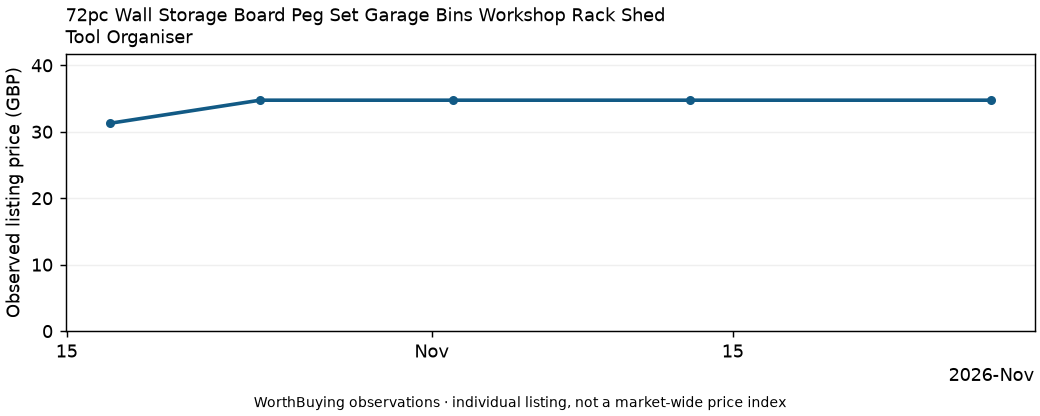 72pc Wall Storage Board Peg Set Garage Bins Workshop Rack Shed
Tool Organiser
Observed listing price (GBP)
40
30
20
10
0
15
Nov
15
2026-Nov
WorthBuying observations · individual listing, not a market-wide price index